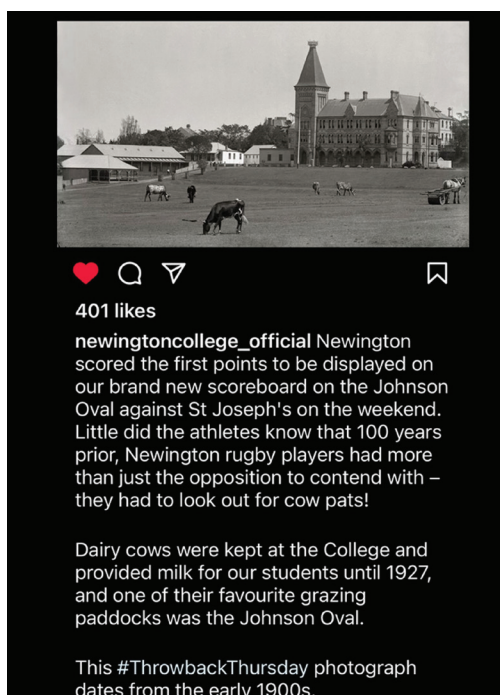 401 likes
newingtoncollege_official Newington
scored the first points to be displayed on
our brand new scoreboard on the Johnson
Oval against St Joseph's on the weekend.
Little did the athletes know that 100 years
prior, Newington rugby players had more
than just the opposition to contend with –
they had to look out for cow pats!
Dairy cows were kept at the College and
provided milk for our students until 1927,
and one of their favourite grazing
paddocks was the Johnson Oval.
This #ThrowbackThursday photograph
dates from the early 1900s.